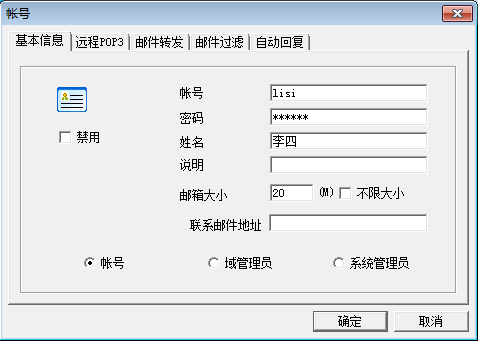 帐号
基本信息 远程POP3 邮件转发 邮件过滤 自动回复
帐号 lisi
密码 ******
禁用
姓名 李四
说明
邮箱大小 20 (M) 不限大小
联系邮件地址
帐号 域管理员 系统管理员
确定 取消